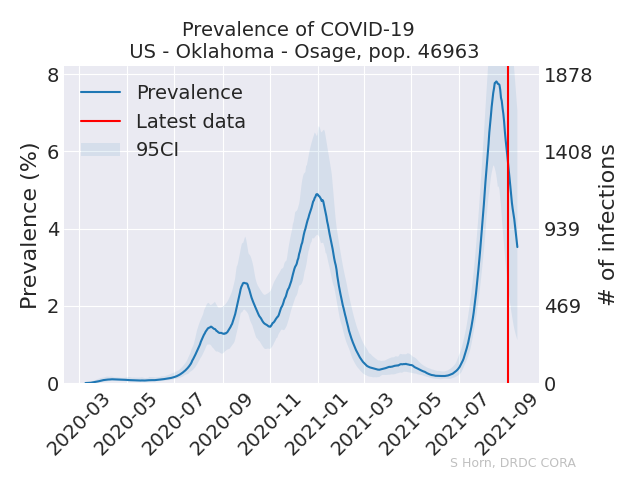 Prevalence of COVID-19
US - Oklahoma - Osage, pop. 46963
Prevalence
Latest data
95CI
Prevalence (%)
8
6
4
2
0
# of infections
1878
1408
939
469
0
2020-03
2020-05
2020-07
2020-09
2020-11
2021-01
2021-03
2021-05
2021-07
2021-09
S Horn, DRDC CORA